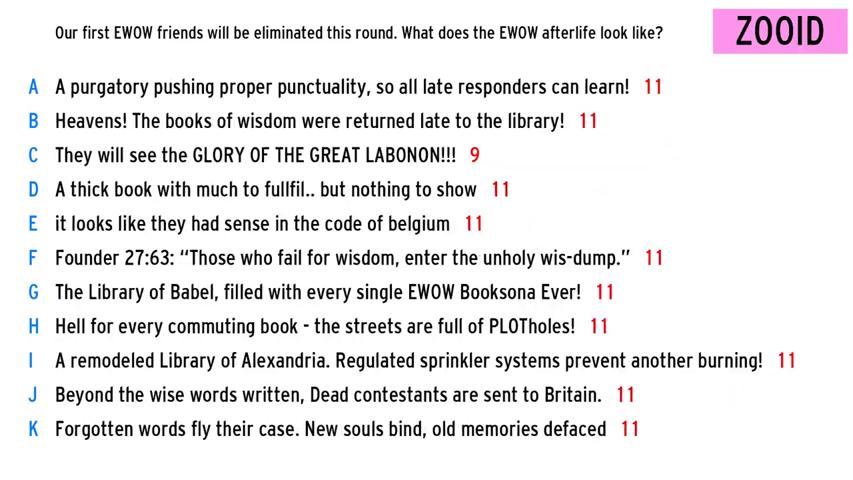 Our first EWOW friends will be eliminated this round. What does the EWOW afterlife look like?
ZOOID
A A purgatory pushing proper punctuality, so all late responders can learn! 11
B Heavens! The books of wisdom were returned late to the library! 11
C They will see the GLORY OF THE GREAT LABONON!!! 9
D A thick book with much to fullfil.. but nothing to show 11
E it looks like they had sense in the code of belgium 11
F Founder 27:63: “Those who fail for wisdom, enter the unholy wis-dump.” 11
G The Library of Babel, filled with every single EWOW Booksona Ever! 11
H Hell for every commuting book - the streets are full of PLOTholes! 11
I A remodeled Library of Alexandria. Regulated sprinkler systems prevent another burning! 11
J Beyond the wise words written, Dead contestants are sent to Britain. 11
K Forgotten words fly their case. New souls bind, old memories defaced 11